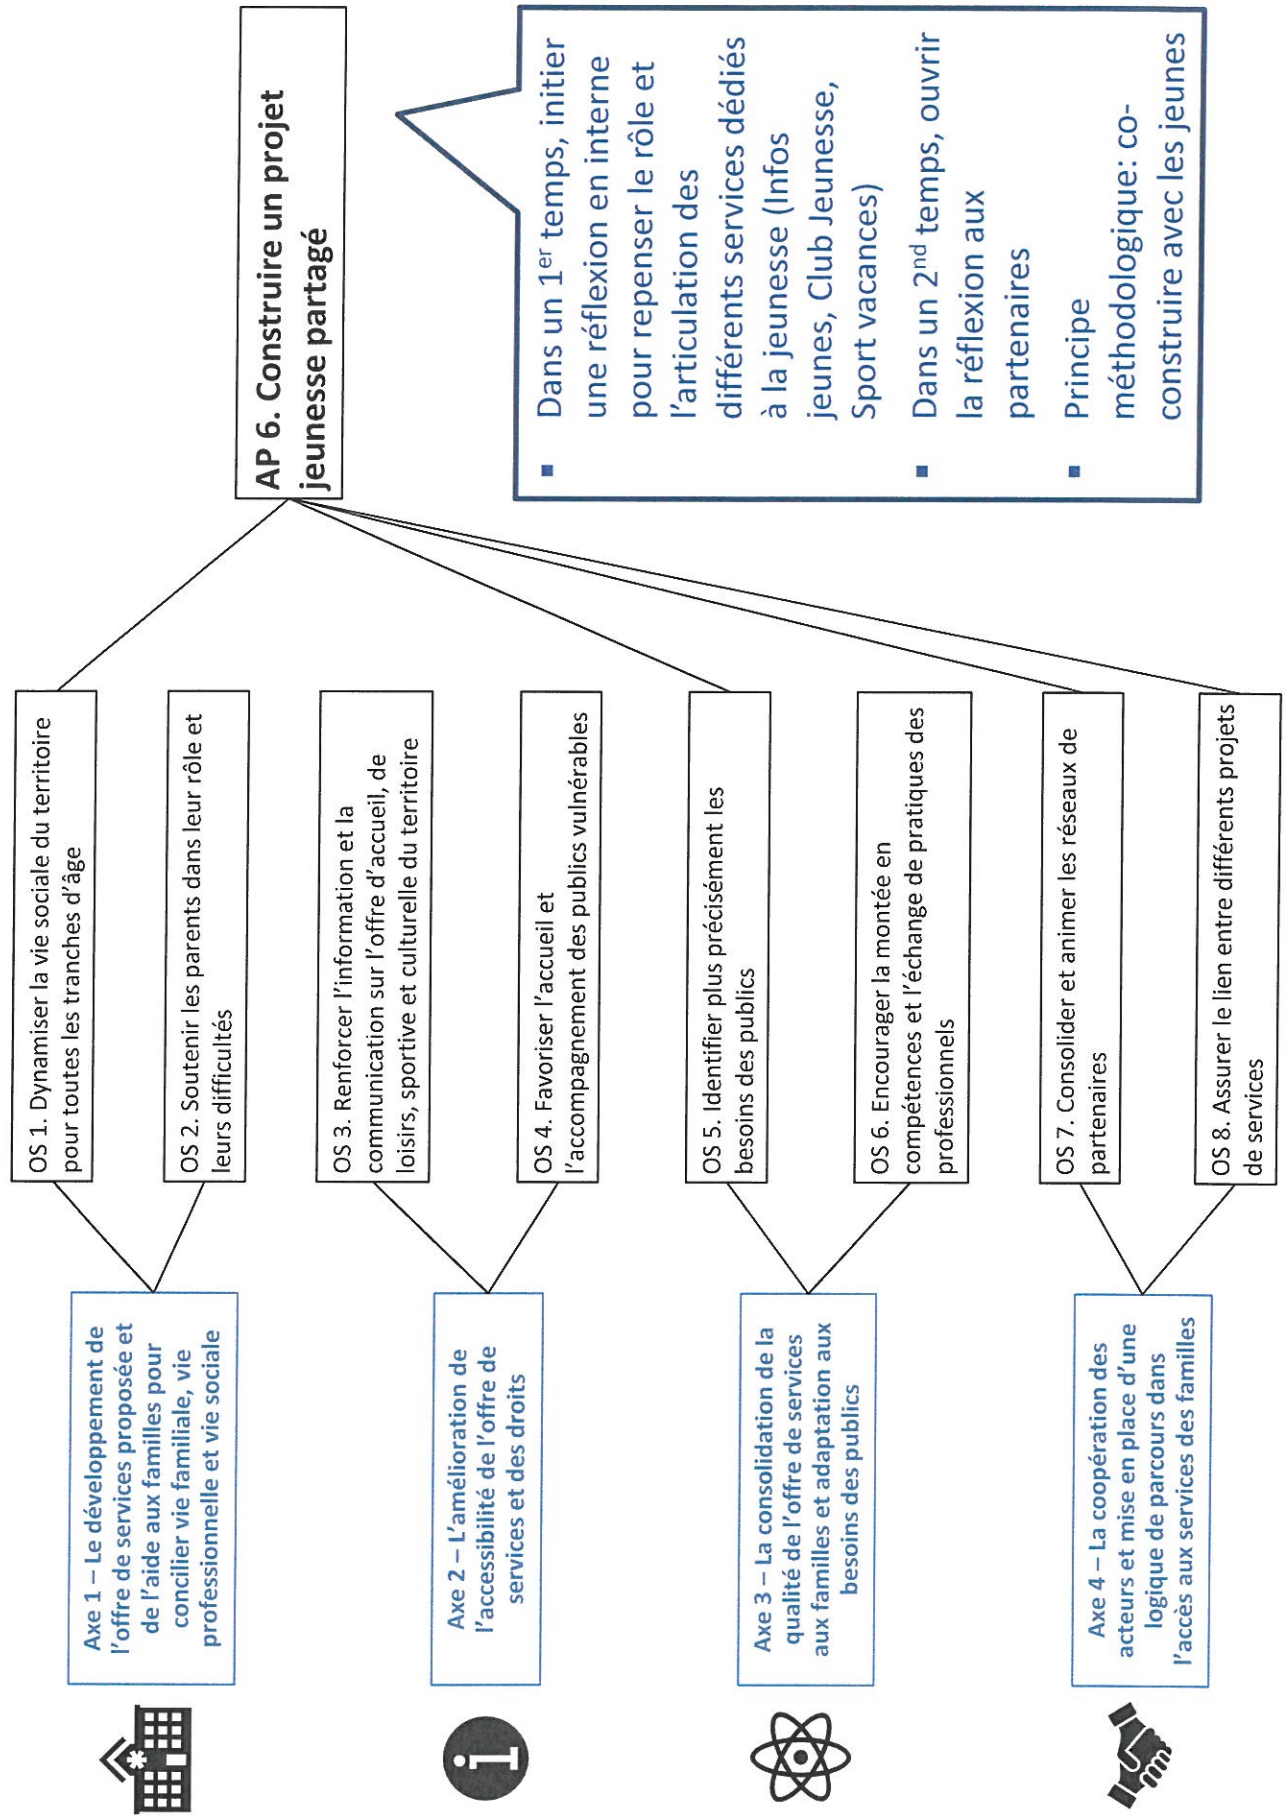 Axe 1 – Le développement de
l'offre de services proposée et
de l'aide aux familles pour
concilier vie familiale, vie
professionnelle et vie sociale
Axe 2 – L'amélioration de
l'accessibilité de l'offre de
services et des droits
Axe 3 – La consolidation de la
qualité de l'offre de services
aux familles et adaptation aux
besoins des publics
Axe 4 – La coopération des
acteurs et mise en place d'une
logique de parcours dans
l'accès aux services des familles
OS 1. Dynamiser la vie sociale du territoire
pour toutes les tranches d'âge
OS 2. Soutenir les parents dans leur rôle et
leurs difficultés
OS 3. Renforcer l'information et la
communication sur l'offre d'accueil, de
loisirs, sportive et culturelle du territoire
OS 4. Favoriser l'accueil et
l'accompagnement des publics vulnérables
OS 5. Identifier plus précisément les
besoins des publics
OS 6. Encourager la montée en
compétences et l'échange de pratiques des
professionnels
OS 7. Consolider et animer les réseaux de
partenaires
OS 8. Assurer le lien entre différents projets
de services
AP 6. Construire un projet
jeunesse partagé
▪ Dans un 1er temps, initier
une réflexion en interne
pour repenser le rôle et
l'articulation des
différents services dédiés
à la jeunesse (Infos
jeunes, Club Jeunesse,
Sport vacances)
▪ Dans un 2nd temps, ouvrir
la réflexion aux
partenaires
▪ Principe
méthodologique: co-
construire avec les jeunes